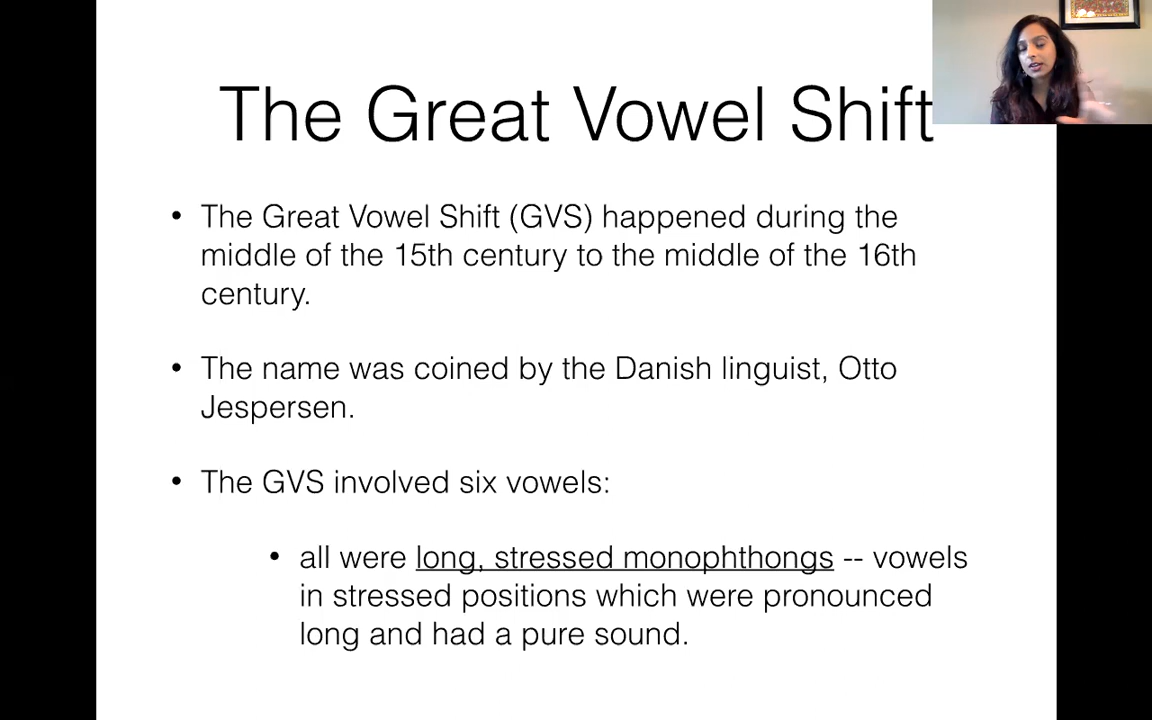 The Great Vowel Shift
• The Great Vowel Shift (GVS) happened during the
middle of the 15th century to the middle of the 16th
century.
• The name was coined by the Danish linguist, Otto
Jespersen.
• The GVS involved six vowels:
• all were long, stressed monophthongs -- vowels
in stressed positions which were pronounced
long and had a pure sound.